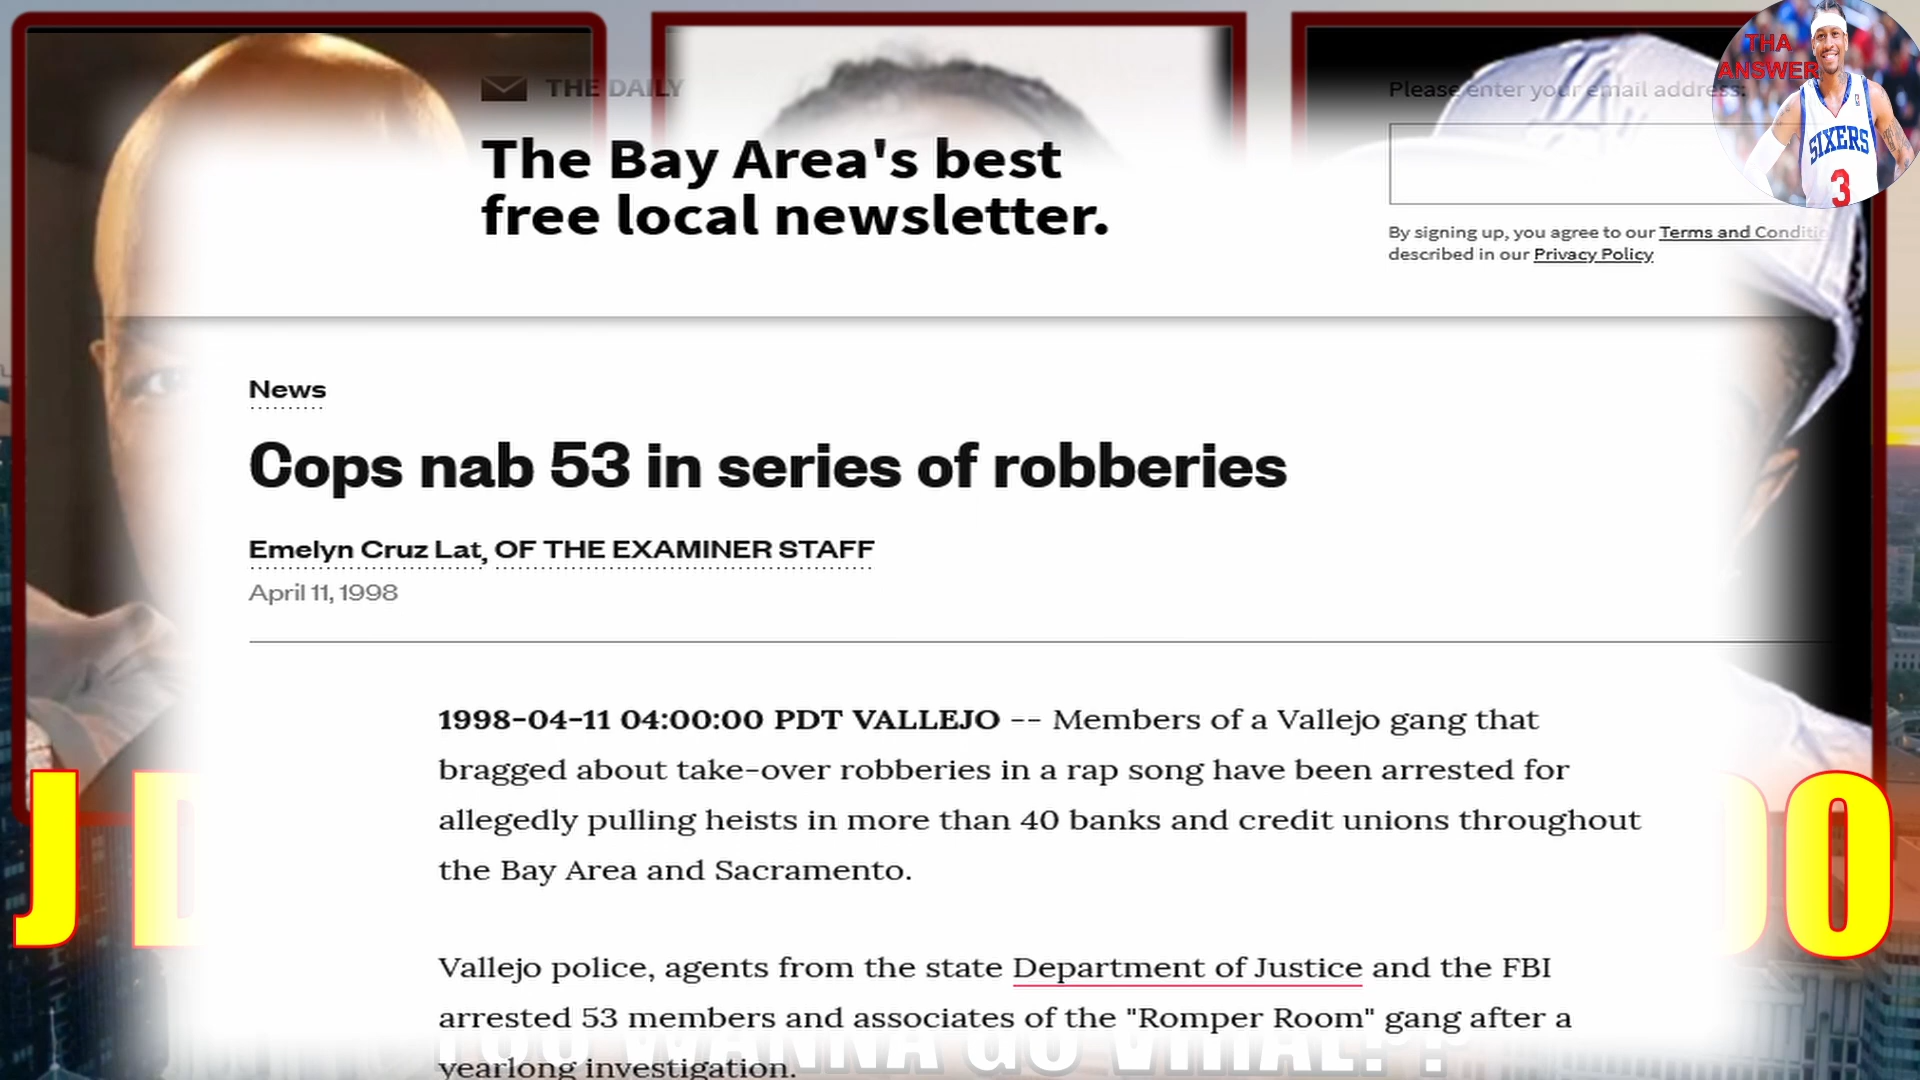 THE DAILY
The Bay Area's best
free local newsletter.
Please enter your email address:
By signing up, you agree to our Terms and Conditi
described in our Privacy Policy
THA
ANSWER
SIXERS
3
News
Cops nab 53 in series of robberies
Emelyn Cruz Lat, OF THE EXAMINER STAFF
April 11, 1998
1998-04-11 04:00:00 PDT VALLEJO -- Members of a Vallejo gang that
bragged about take-over robberies in a rap song have been arrested for
allegedly pulling heists in more than 40 banks and credit unions throughout
the Bay Area and Sacramento.
Vallejo police, agents from the state Department of Justice and the FBI
arrested 53 members and associates of the "Romper Room" gang after a
yearlong investigation.
J D
OO
YOU WANNA GO VIRAL??